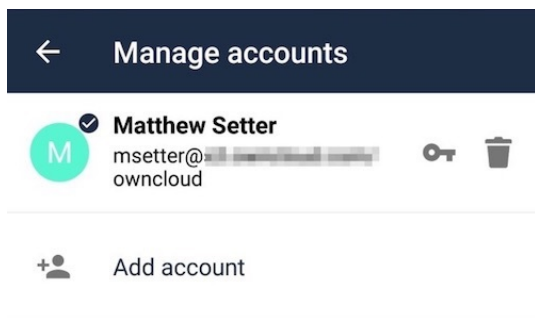 Manage accounts
M
Matthew Setter
msetter@
owncloud
Add account